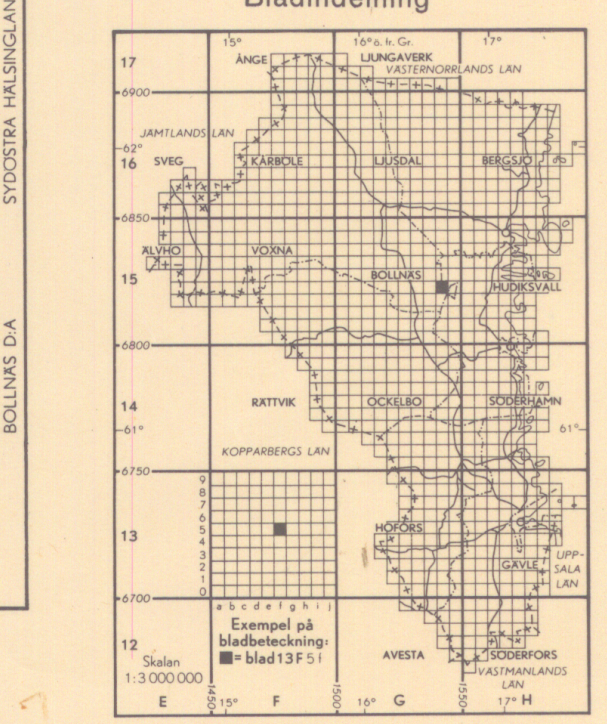 Bladindelning
15°
16° ö. fr. Gr.
17°
17
ÅNGE
LJUNGAVERK
VÄSTERNORRLANDS LÄN
6900
JÄMTLANDS LÄN
62°
16
SVEG
KÅRBÖLE
LJUSDAL
BERGSJÖ
6850
ÄLVHO
VOXNA
15
BOLLNÄS
HUDIKSVALL
6800
14
RÄTTVIK
OCKELBO
SÖDERHAMN
61°
61°
KOPPARBERGS LÄN
6750
9
8
7
6
5
4
3
2
1
0
13
HOFORS
GÄVLE
UPP-
SALA
LÄN
6700
a b c d e f g h i j
Exempel på
bladbeteckning:
= blad 13 F 5 f
12
Skalan
1:3 000 000
AVESTA
SÖDERFORS
VÄSTMANLANDS
LÄN
1450
1500
1550
15°
16°
17°
E
F
G
H
SYDÖSTRA HÄLSINGLAN
BOLLNÄS D:A